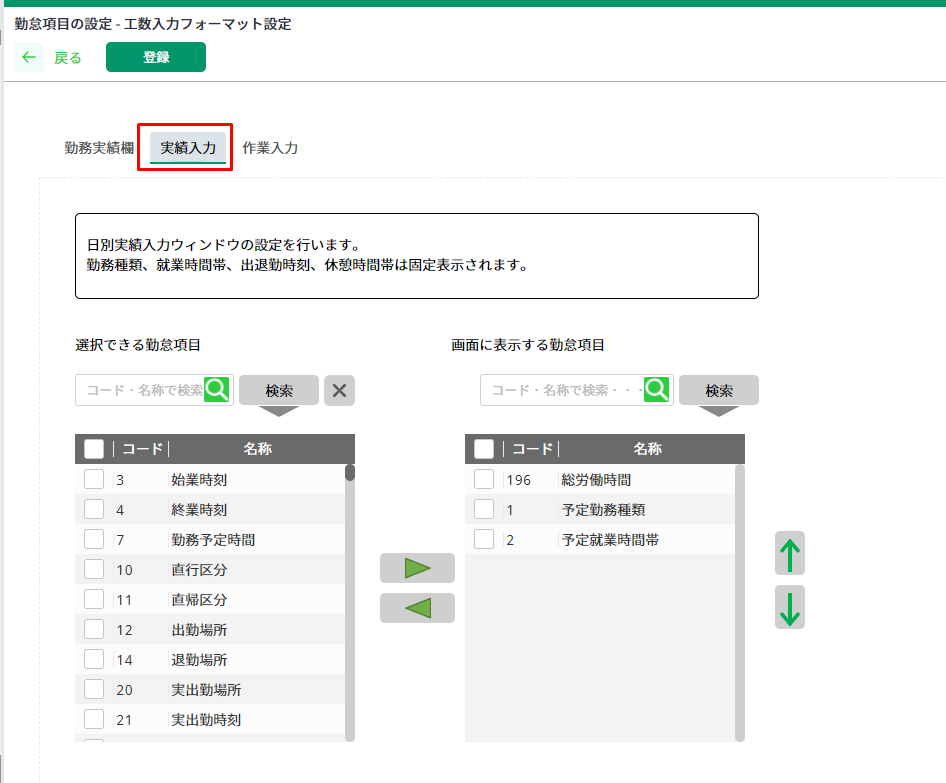 勤怠項目の設定 - 工数入力フォーマット設定
← 戻る 登録
勤務実績欄 実績入力 作業入力
日別実績入力ウィンドウの設定を行います。
勤務種類、就業時間帯、出退勤時刻、休憩時間帯は固定表示されます。
選択できる勤怠項目
コード・名称で検索 検索
コード 名称
3 始業時刻
4 終業時刻
7 勤務予定時間
10 直行区分
11 直帰区分
12 出勤場所
14 退勤場所
20 実出勤場所
21 実出勤時刻
画面に表示する勤怠項目
コード・名称で検索・・・ 検索
コード 名称
196 総労働時間
1 予定勤務種類
2 予定就業時間帯